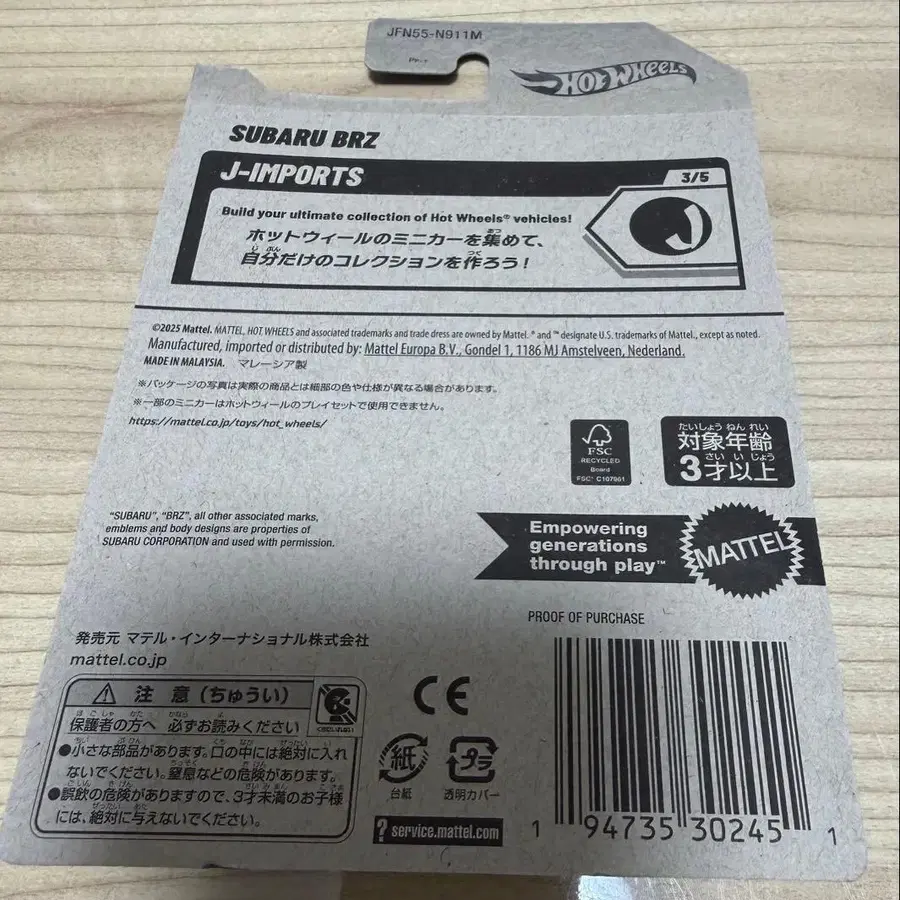 JFN55-N911M
HOT WHEELS
SUBARU BRZ
J-IMPORTS
3/5
Build your ultimate collection of Hot Wheels® vehicles!
ホットウィールのミニカーを集めて、
自分だけのコレクションを作ろう！
©2025 Mattel. MATTEL, HOT WHEELS and associated trademarks and trade dress are owned by Mattel. ® and ™ designate U.S. trademarks of Mattel., except as noted.
Manufactured, imported or distributed by: Mattel Europa B.V., Gondel 1, 1186 MJ Amstelveen, Nederland.
MADE IN MALAYSIA. マレーシア製
※パッケージの写真は実際の商品とは細部の色や仕様が異なる場合があります。
※一部のミニカーはホットウィールのプレイセットで使用できません。
https://mattel.co.jp/toys/hot_wheels/
FSC
RECYCLED
Board
FSC® C107961
たいしょうねんれい
対象年齢
さいいじょう
3才以上
"SUBARU", "BRZ", all other associated marks,
emblems and body designs are properties of
SUBARU CORPORATION and used with permission.
Empowering
generations
through play™
MATTEL
PROOF OF PURCHASE
発売元 マテル・インターナショナル株式会社
mattel.co.jp
注 意（ちゅうい）
保護者の方へ 必ずお読みください
●小さな部品があります。口の中には絶対に入れ
ないでください。窒息などの危険があります。
●誤飲の危険がありますので、3才未満のお子様
には、絶対に与えないでください。
CE
紙
台紙
プラ
透明カバー
? service.mattel.com
1 94735 30245 1